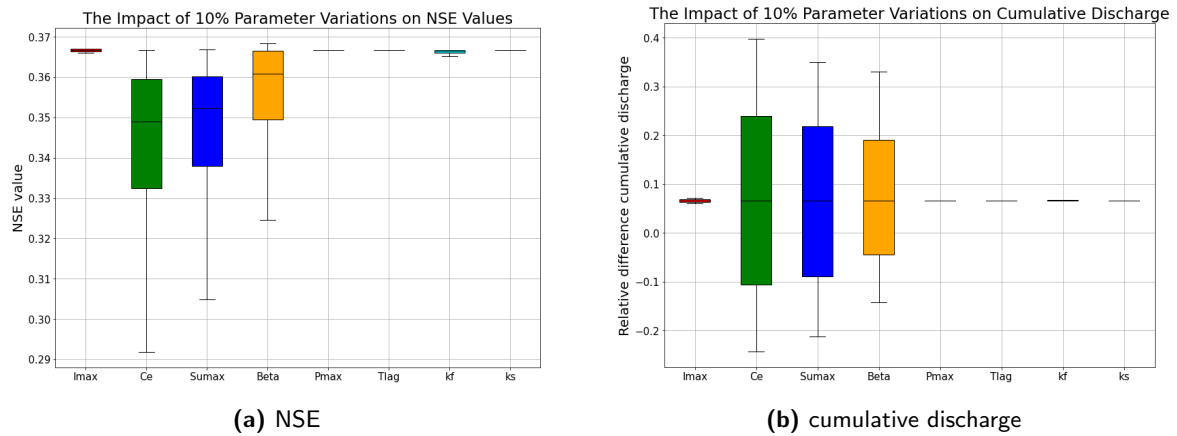 The Impact of 10% Parameter Variations on NSE Values
NSE value
0.37
0.36
0.35
0.34
0.33
0.32
0.31
0.30
0.29
Imax Ce Sumax Beta Pmax Tlag kf ks
(a) NSE
The Impact of 10% Parameter Variations on Cumulative Discharge
Relative difference cumulative discharge
0.4
0.3
0.2
0.1
0.0
−0.1
−0.2
Imax Ce Sumax Beta Pmax Tlag kf ks
(b) cumulative discharge